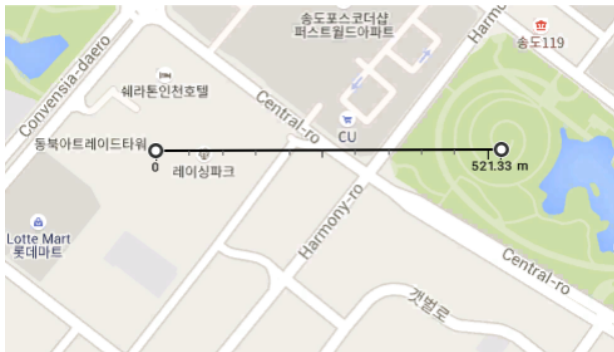 송도포스코더샵
퍼스트월드아파트
Harmo
송도119
Convensia-daero
쉐라톤인천호텔
Central-ro
CU
동북아트레이드타워
0
레이싱파크
521.33 m
Harmony-ro
Lotte Mart
롯데마트
Central-ro
갯벌로